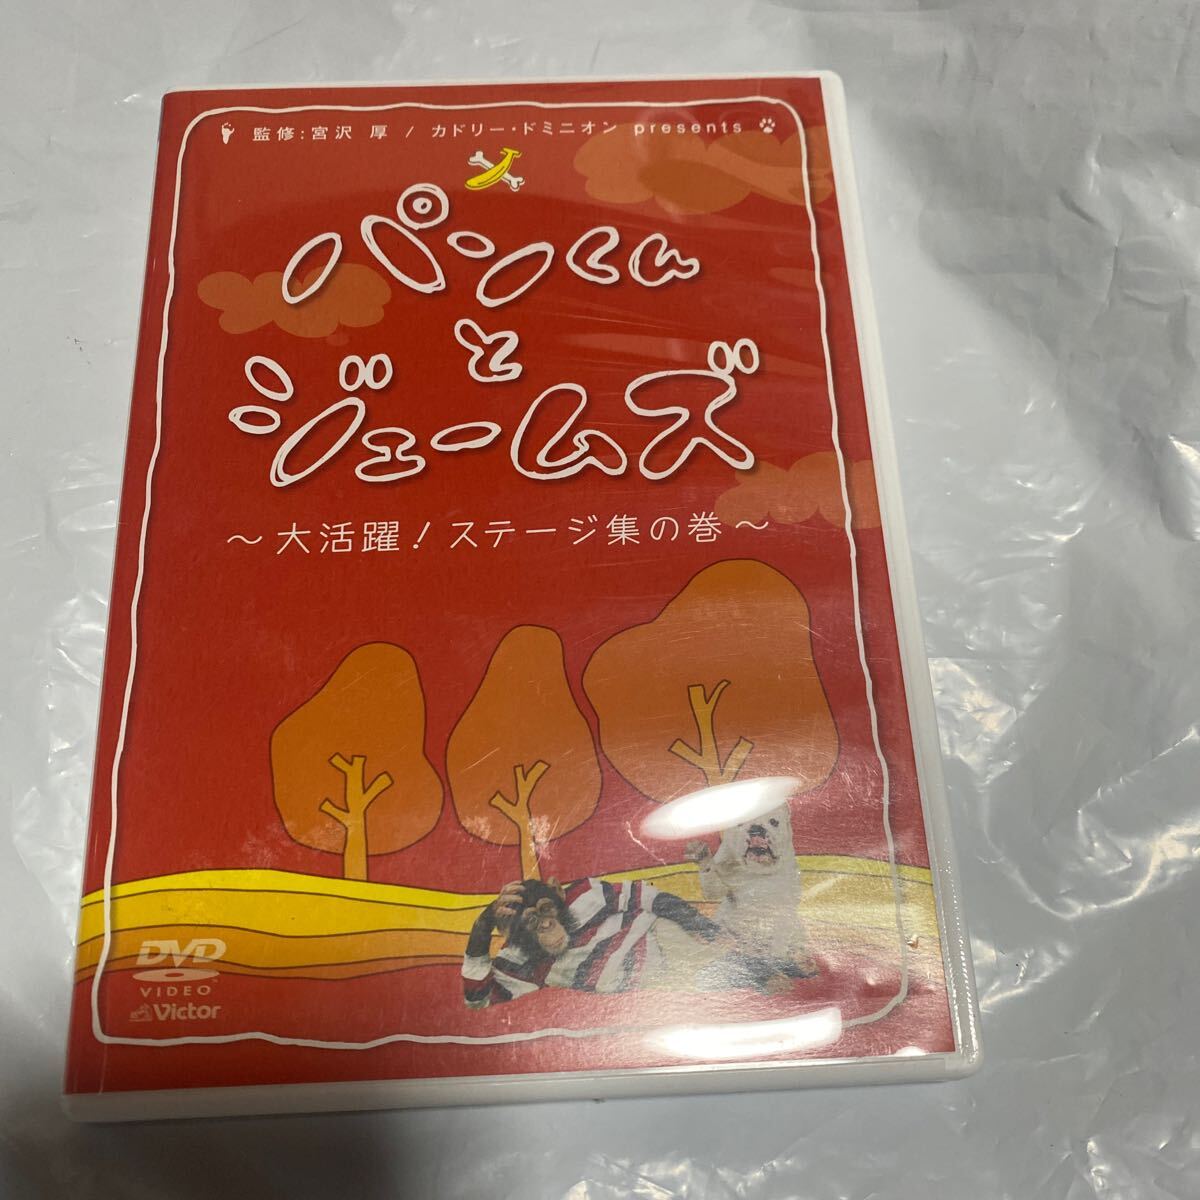 監修:宮沢 厚 / カドリー・ドミニオン presents
パンくん
と
ジェームズ
～大活躍!ステージ集の巻～
DVD
VIDEO
Victor